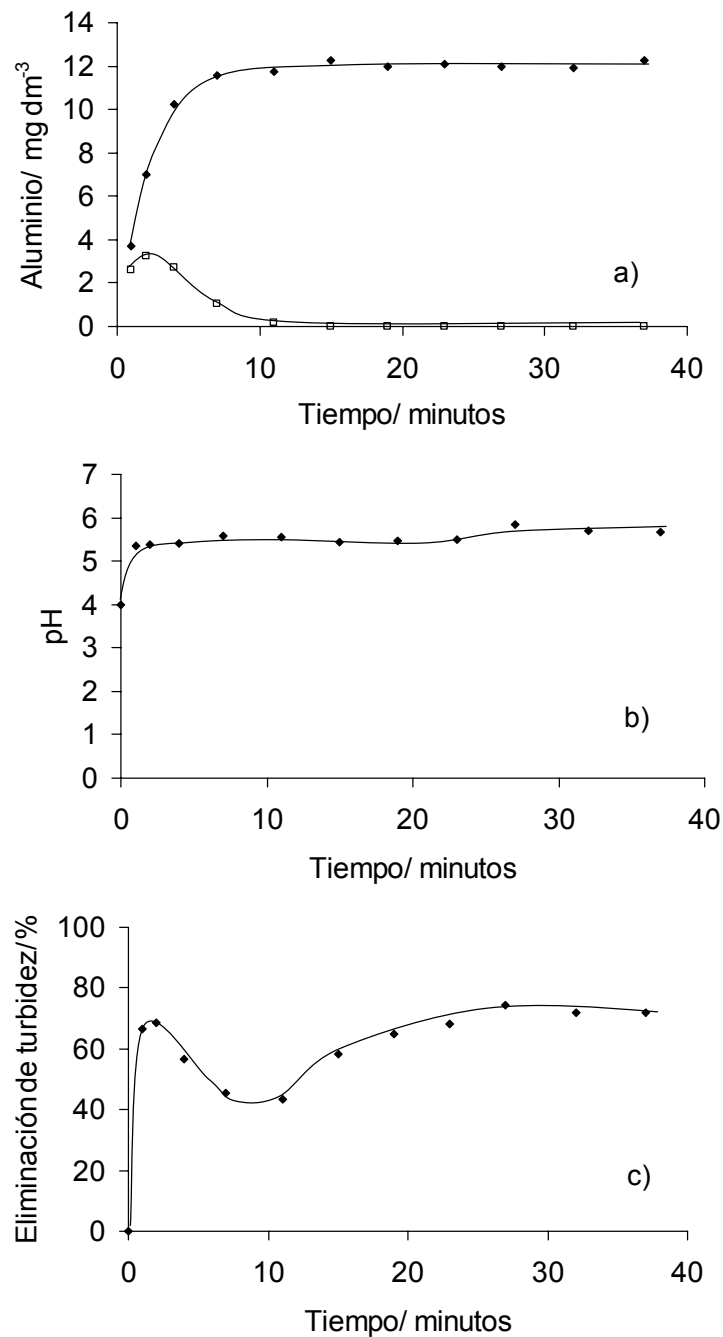 14
12
10
8
6
4
2
0
Aluminio/ mg dm-3
a)
0 10 20 30 40
Tiempo/ minutos
7
6
5
4
3
2
1
0
pH
b)
0 10 20 30 40
Tiempo/ minutos
100
80
60
40
20
0
Eliminación de turbidez/%
c)
0 10 20 30 40
Tiempo/ minutos